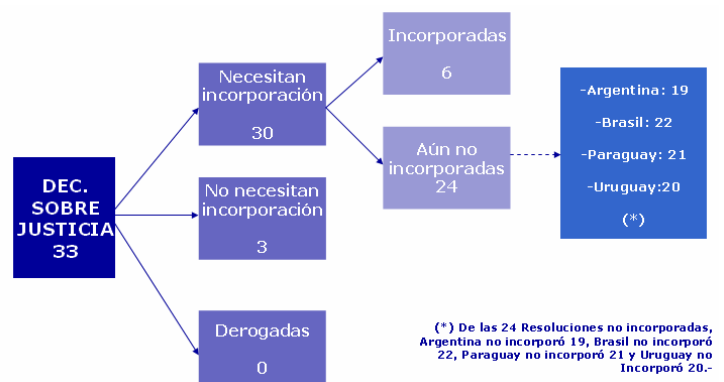 DEC.
SOBRE
JUSTICIA
33
Necesitan
incorporación
30
No necesitan
incorporación
3
Derogadas
0
Incorporadas
6
Aún no
incorporadas
24
-Argentina: 19
-Brasil: 22
-Paraguay: 21
-Uruguay:20
(*)
(*) De las 24 Resoluciones no incorporadas,
Argentina no incorporó 19, Brasil no incorporó
22, Paraguay no incorporó 21 y Uruguay no
Incorporó 20.-